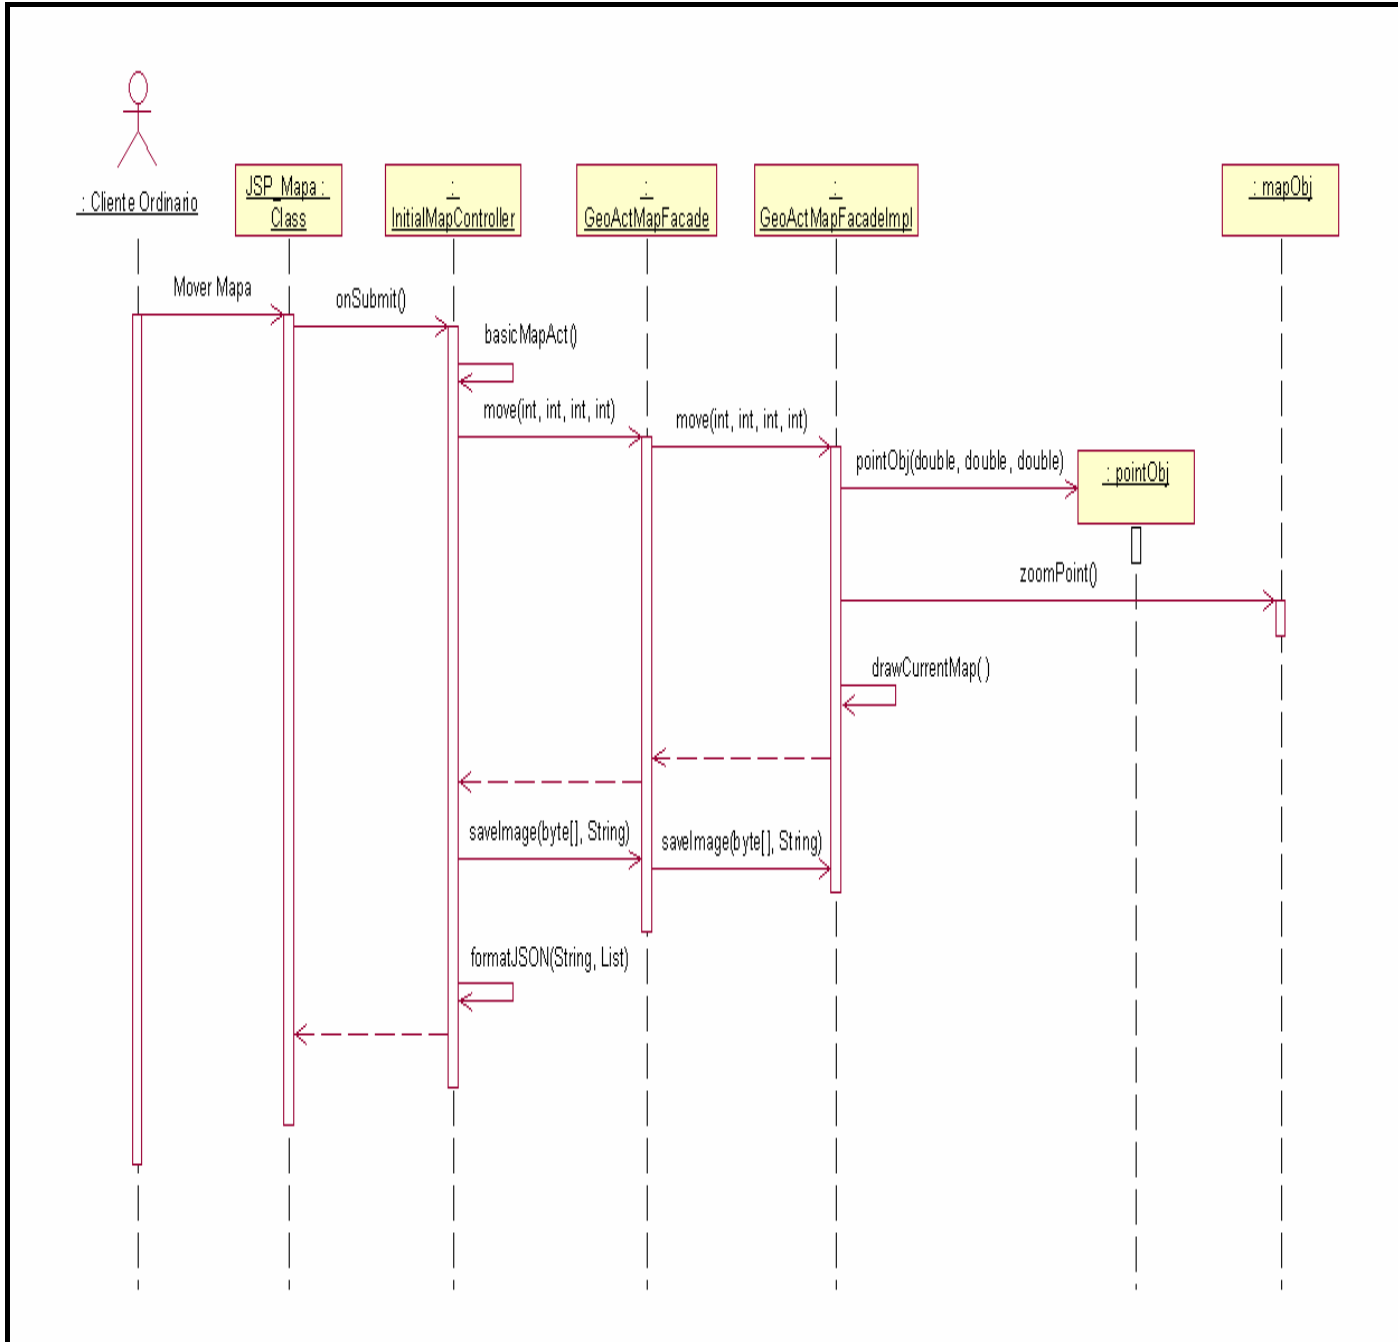 : Cliente Ordinario
JSP_Mapa :
Class
:
InitialMapController
:
GeoActMapFacade
:
GeoActMapFacadeImpl
: mapObj
Mover Mapa
onSubmit()
basicMapAct()
move(int, int, int, int)
move(int, int, int, int)
pointObj(double, double, double)
: pointObj
zoomPoint()
drawCurrentMap( )
saveImage(byte[], String)
saveImage(byte[], String)
formatJSON(String, List)